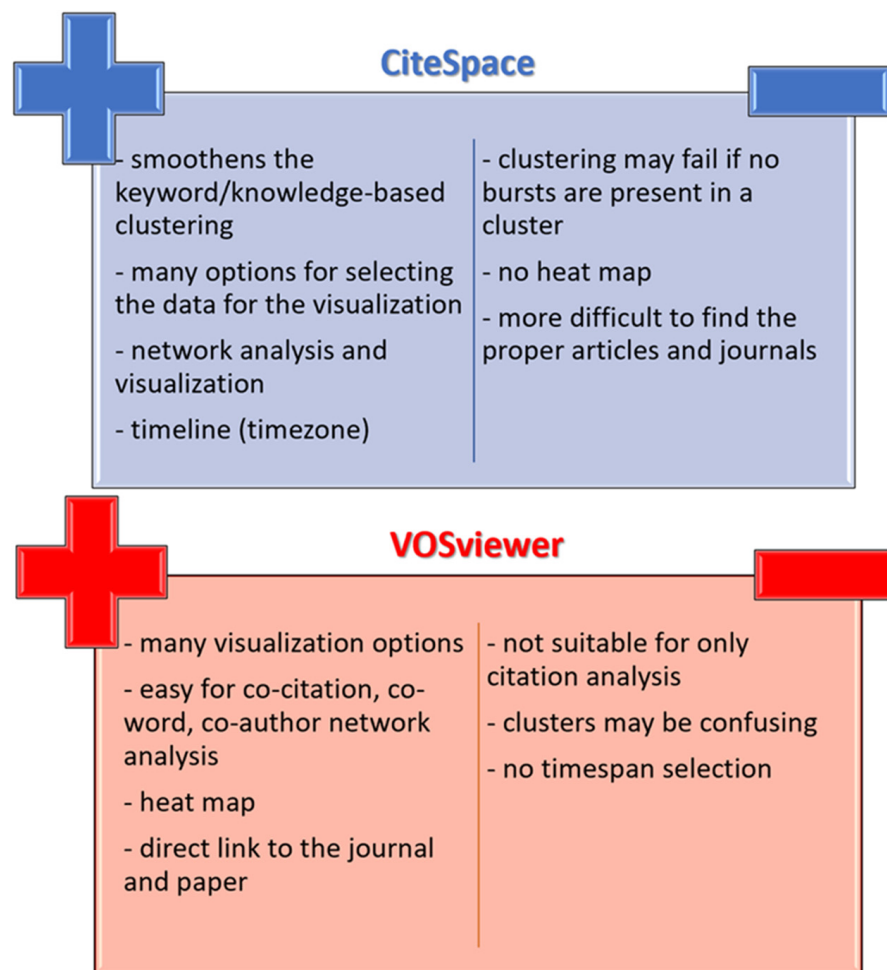 CiteSpace
- smoothens the
keyword/knowledge-based
clustering
- many options for selecting
the data for the visualization
- network analysis and
visualization
- timeline (timezone)
- clustering may fail if no
bursts are present in a
cluster
- no heat map
- more difficult to find the
proper articles and journals
VOSviewer
- many visualization options
- easy for co-citation, co-
word, co-author network
analysis
- heat map
- direct link to the journal
and paper
- not suitable for only
citation analysis
- clusters may be confusing
- no timespan selection